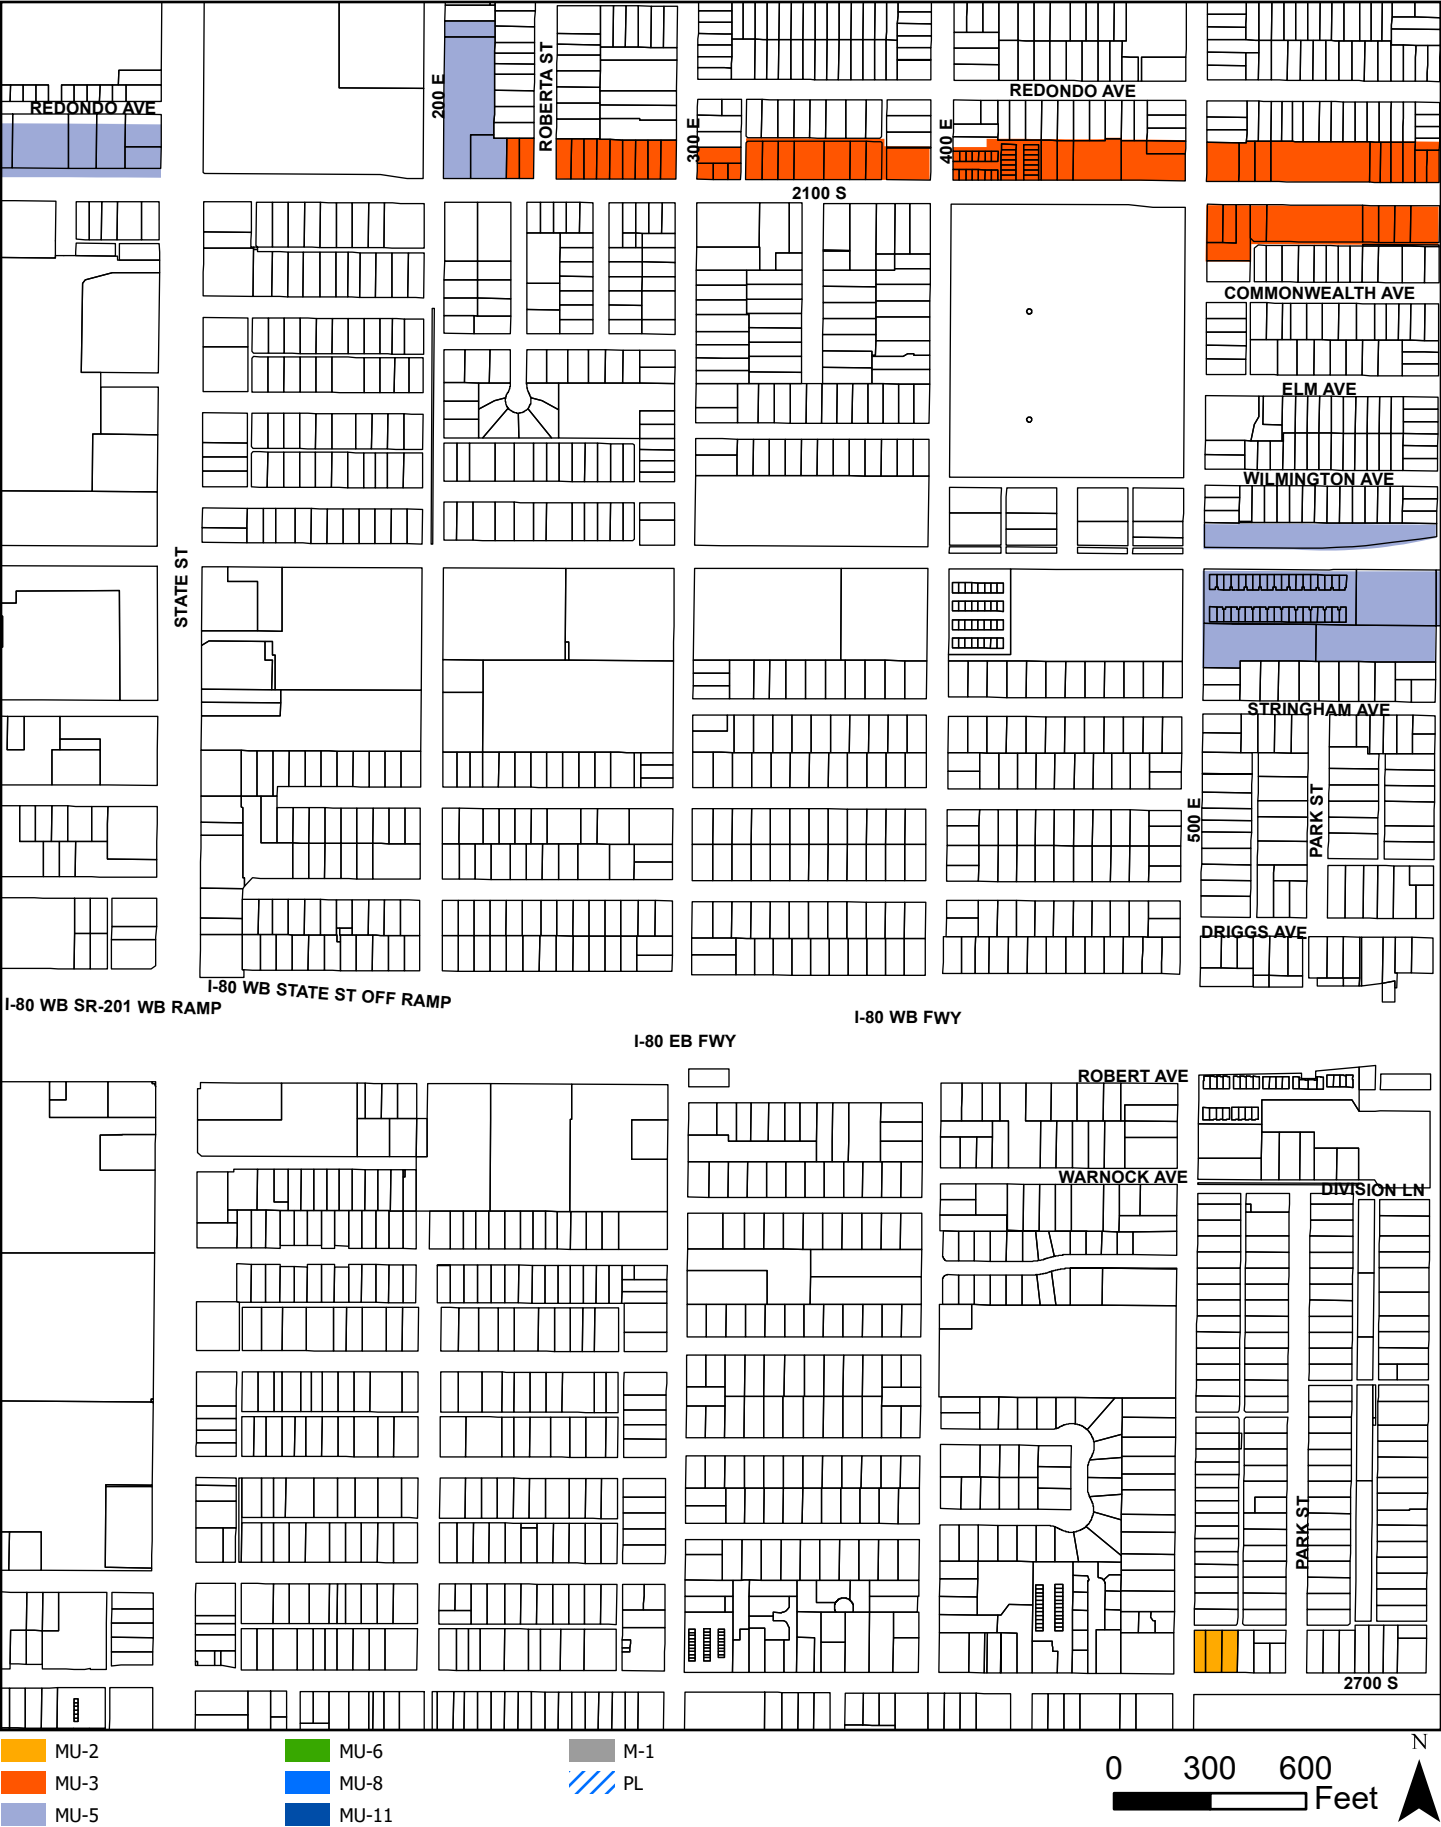 ROBERTA ST
200 E
REDONDO AVE
REDONDO AVE
300 E
400 E
2100 S
COMMONWEALTH AVE
ELM AVE
WILMINGTON AVE
STATE ST
STRINGHAM AVE
500 E
PARK ST
DRIGGS AVE
I-80 WB STATE ST OFF RAMP
I-80 WB SR-201 WB RAMP
I-80 WB FWY
I-80 EB FWY
ROBERT AVE
WARNOCK AVE
DIVISION LN
PARK ST
2700 S
MU-2
MU-3
MU-5
MU-6
MU-8
MU-11
M-1
PL
0 300 600
Feet
N